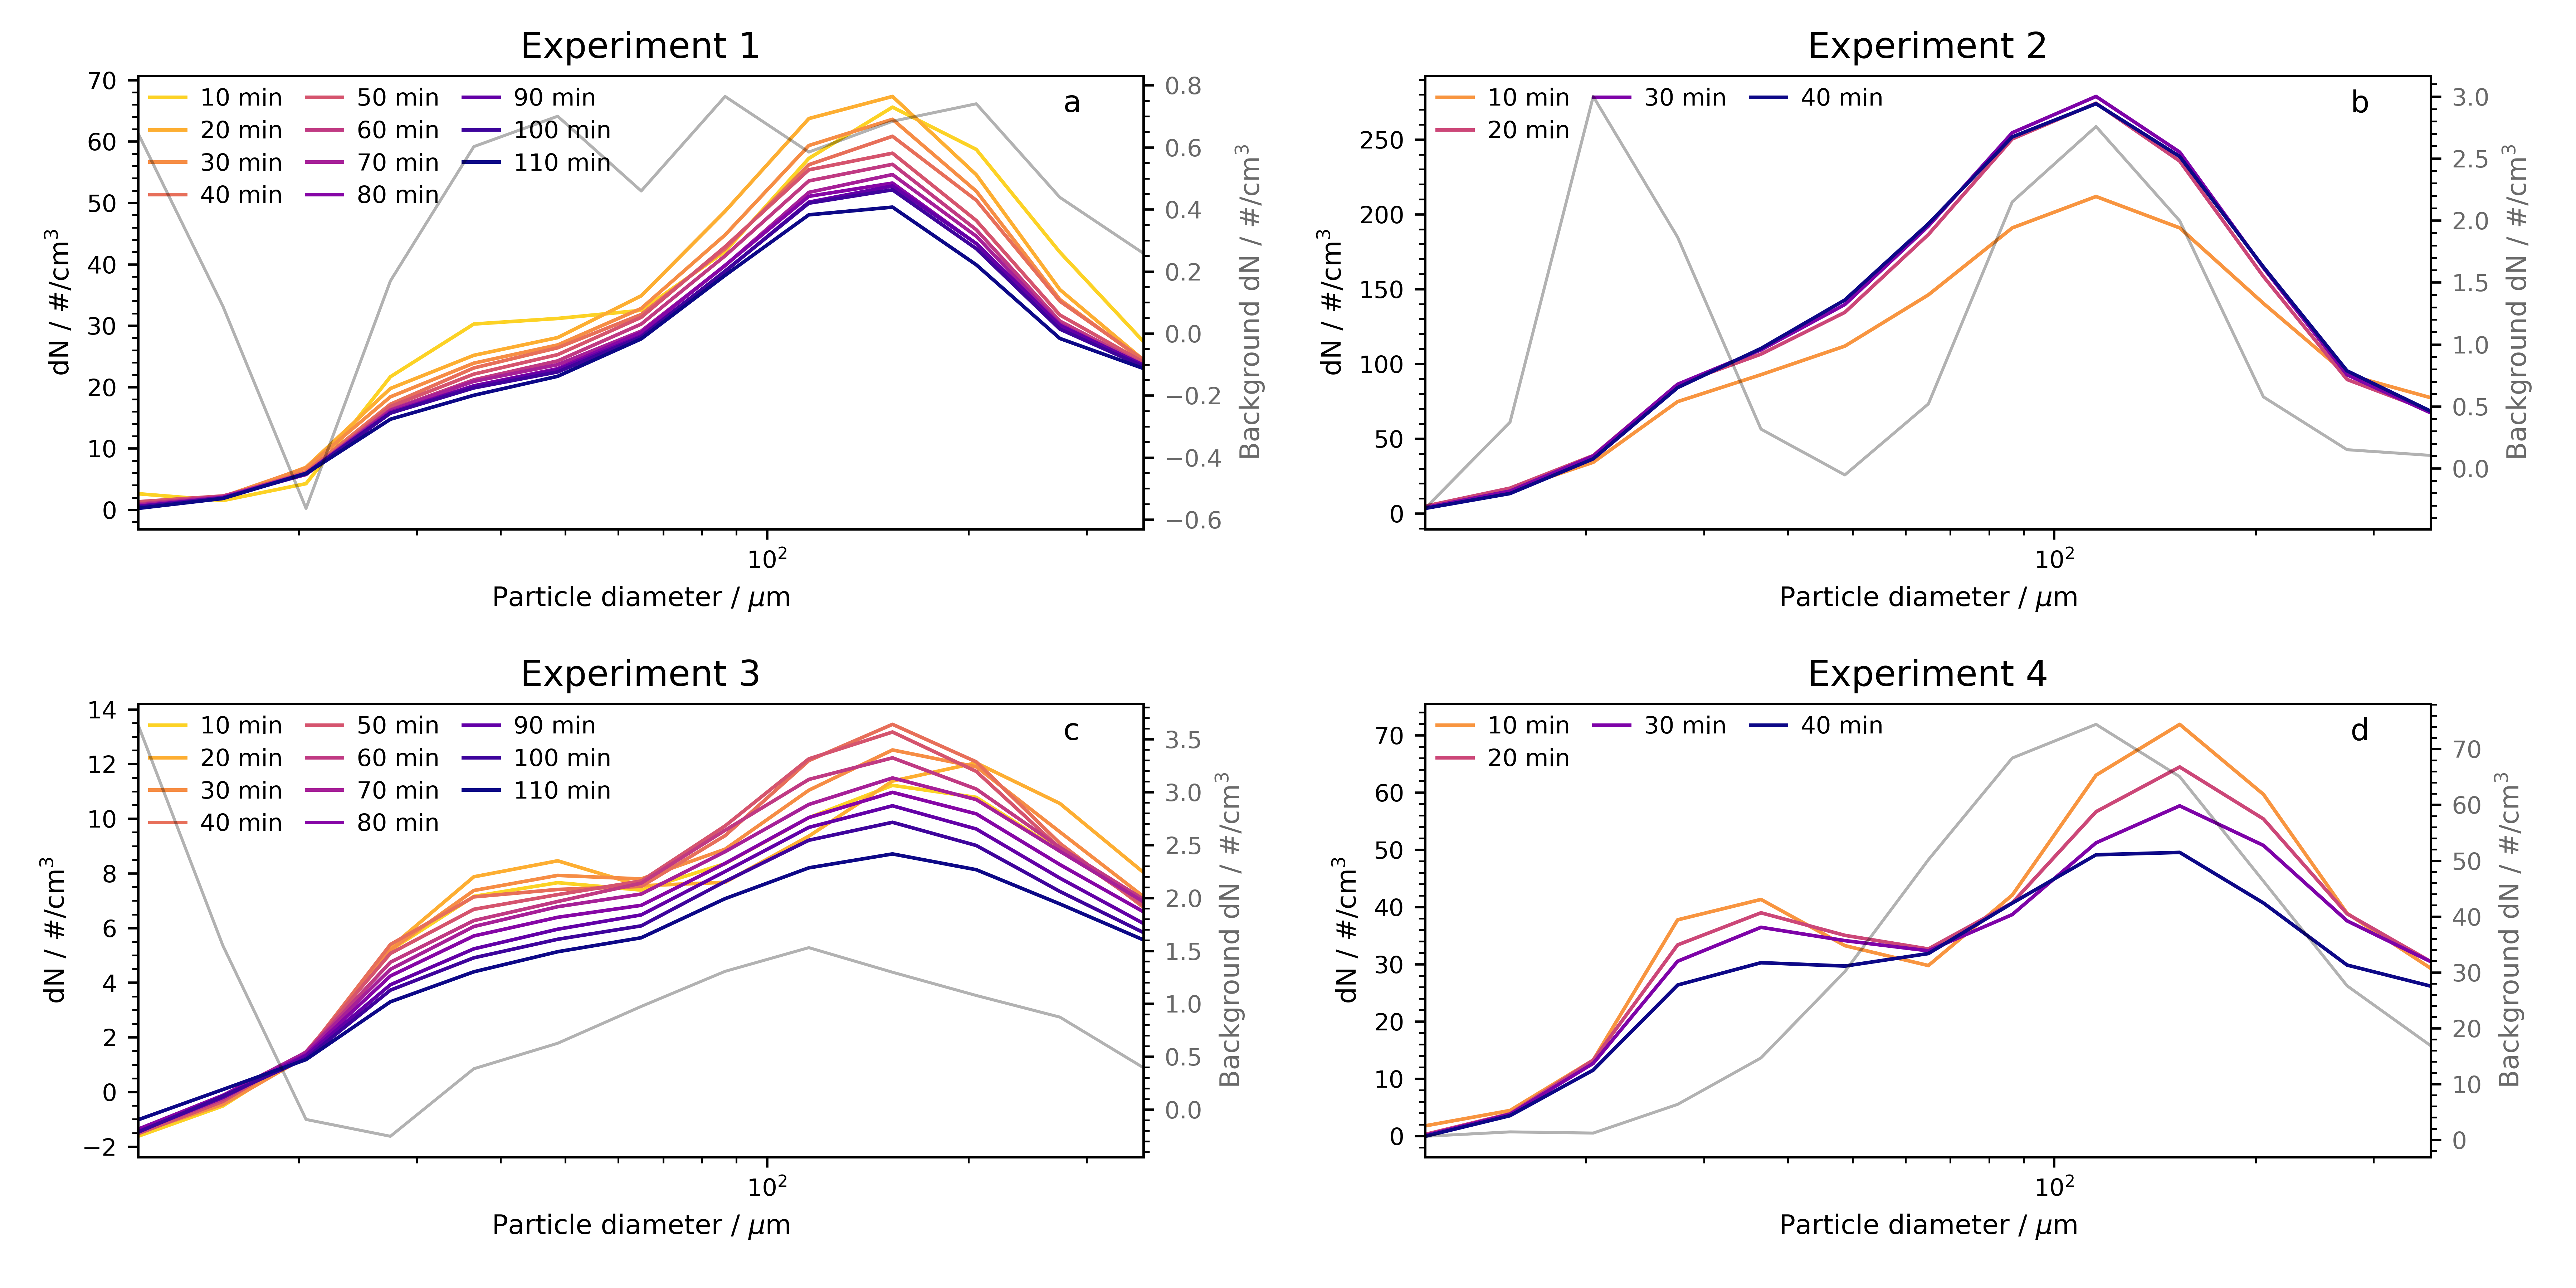 Experiment 1
70
60
50
40
30
20
10
0
dN / #/cm³
10 min 50 min 90 min
20 min 60 min 100 min
30 min 70 min 110 min
40 min 80 min
a
0.8
0.6
0.4
0.2
0.0
−0.2
−0.4
−0.6
Background dN / #/cm³
10²
Particle diameter / μm
Experiment 2
250
200
150
100
50
0
dN / #/cm³
10 min 30 min 40 min
20 min
b
3.0
2.5
2.0
1.5
1.0
0.5
0.0
Background dN / #/cm³
10²
Particle diameter / μm
Experiment 3
14
12
10
8
6
4
2
0
−2
dN / #/cm³
10 min 50 min 90 min
20 min 60 min 100 min
30 min 70 min 110 min
40 min 80 min
c
3.5
3.0
2.5
2.0
1.5
1.0
0.5
0.0
Background dN / #/cm³
10²
Particle diameter / μm
Experiment 4
70
60
50
40
30
20
10
0
dN / #/cm³
10 min 30 min 40 min
20 min
d
70
60
50
40
30
20
10
0
Background dN / #/cm³
10²
Particle diameter / μm